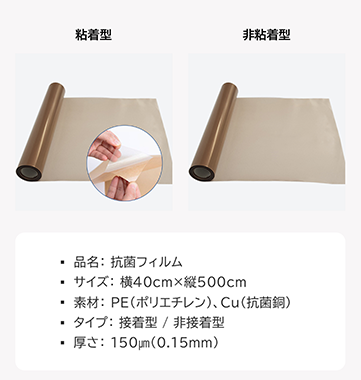 粘着型
非粘着型
▪ 品名: 抗菌フィルム
▪ サイズ: 横40cm×縦500cm
▪ 素材: PE(ポリエチレン)、Cu(抗菌銅)
▪ タイプ: 接着型 / 非接着型
▪ 厚さ: 150㎛(0.15mm)